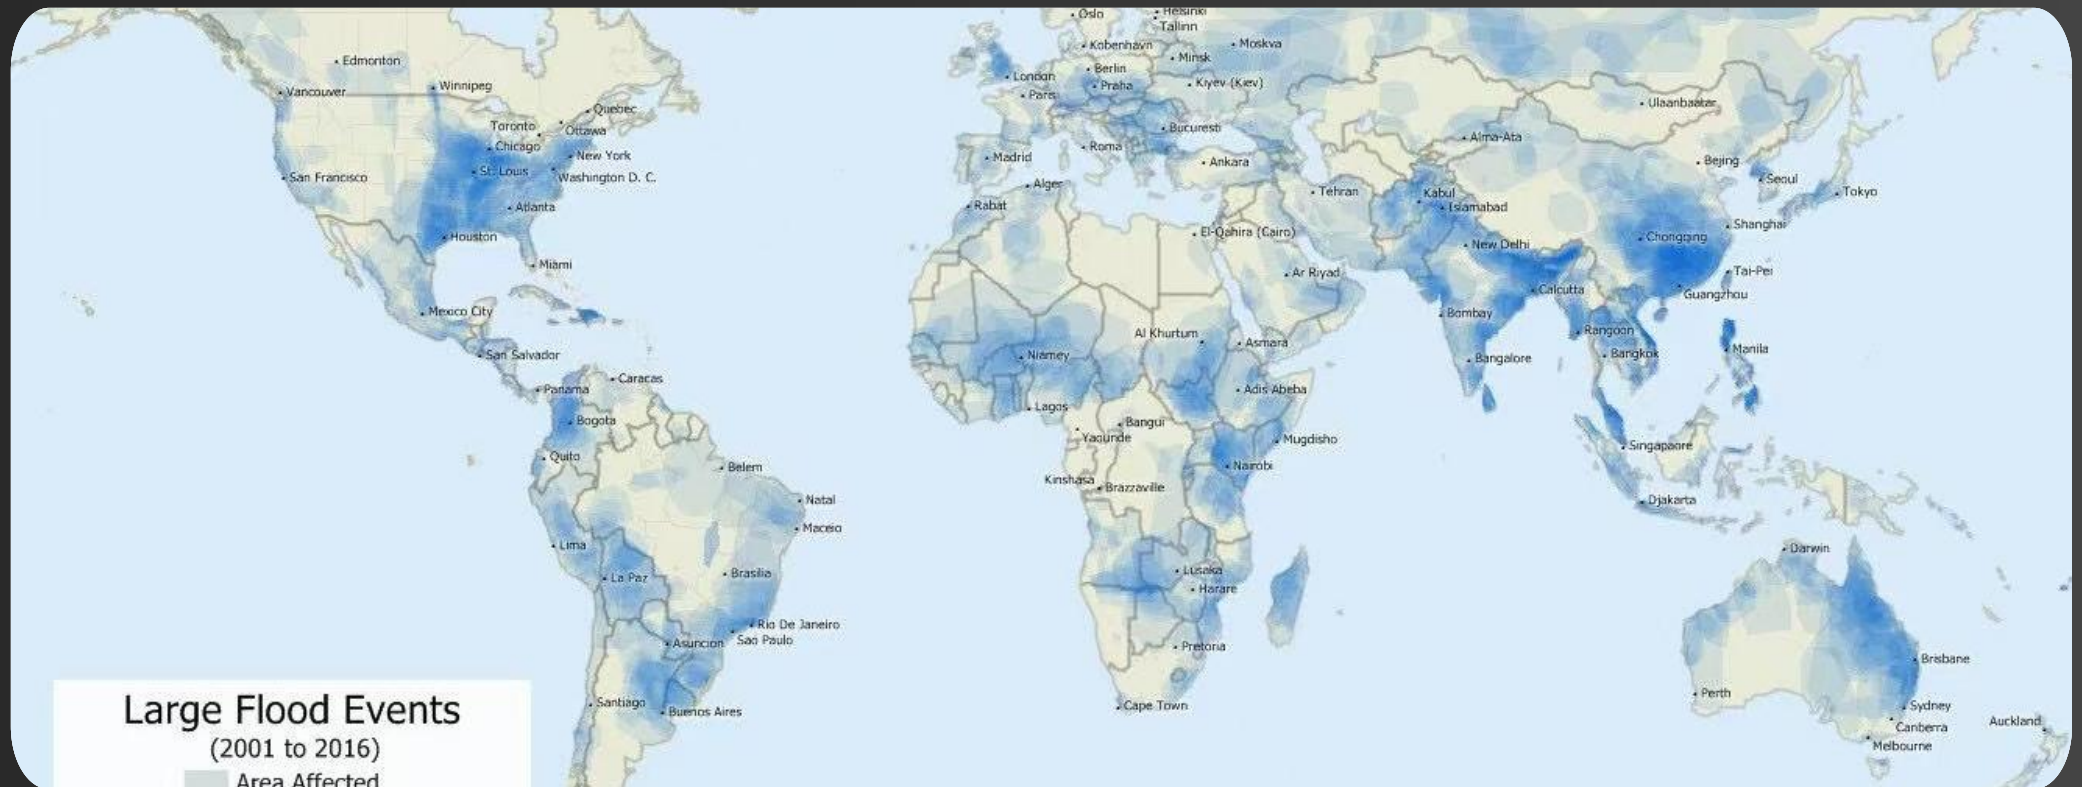 Oslo
Helsinki
Tallinn
Edmonton
Kobenhavn
Moskva
Minsk
Winnipeg
Vancouver
London
Berlin
Praha
Paris
Kiyev (Kiev)
Ulaanbaatar
Quebec
Toronto
Ottawa
Bucuresti
Alma-Ata
Chicago
New York
Madrid
Roma
Ankara
Bejing
St. Louis
Washington D. C.
San Francisco
Alger
Tehran
Kabul
Seoul
Tokyo
Atlanta
Rabat
Islamabad
Shanghai
Houston
El-Qahira (Cairo)
New Delhi
Chongqing
Miami
Ar Riyad
Tai-Pei
Calcutta
Guangzhou
Mexico City
Bombay
Al Khurtum
Asmara
Rangoon
San Salvador
Niamey
Bangalore
Bangkok
Manila
Caracas
Panama
Adis Abeba
Lagos
Bogota
Bangui
Yaounde
Mugdisho
Singapore
Quito
Belem
Nairobi
Kinshasa
Brazzaville
Natal
Djakarta
Maceio
Lima
Darwin
La Paz
Brasilia
Lusaka
Harare
Rio De Janeiro
Sao Paulo
Asuncion
Pretoria
Brisbane
Perth
Santiago
Buenos Aires
Cape Town
Sydney
Auckland
Canberra
Melbourne
Large Flood Events
(2001 to 2016)
Area Affected